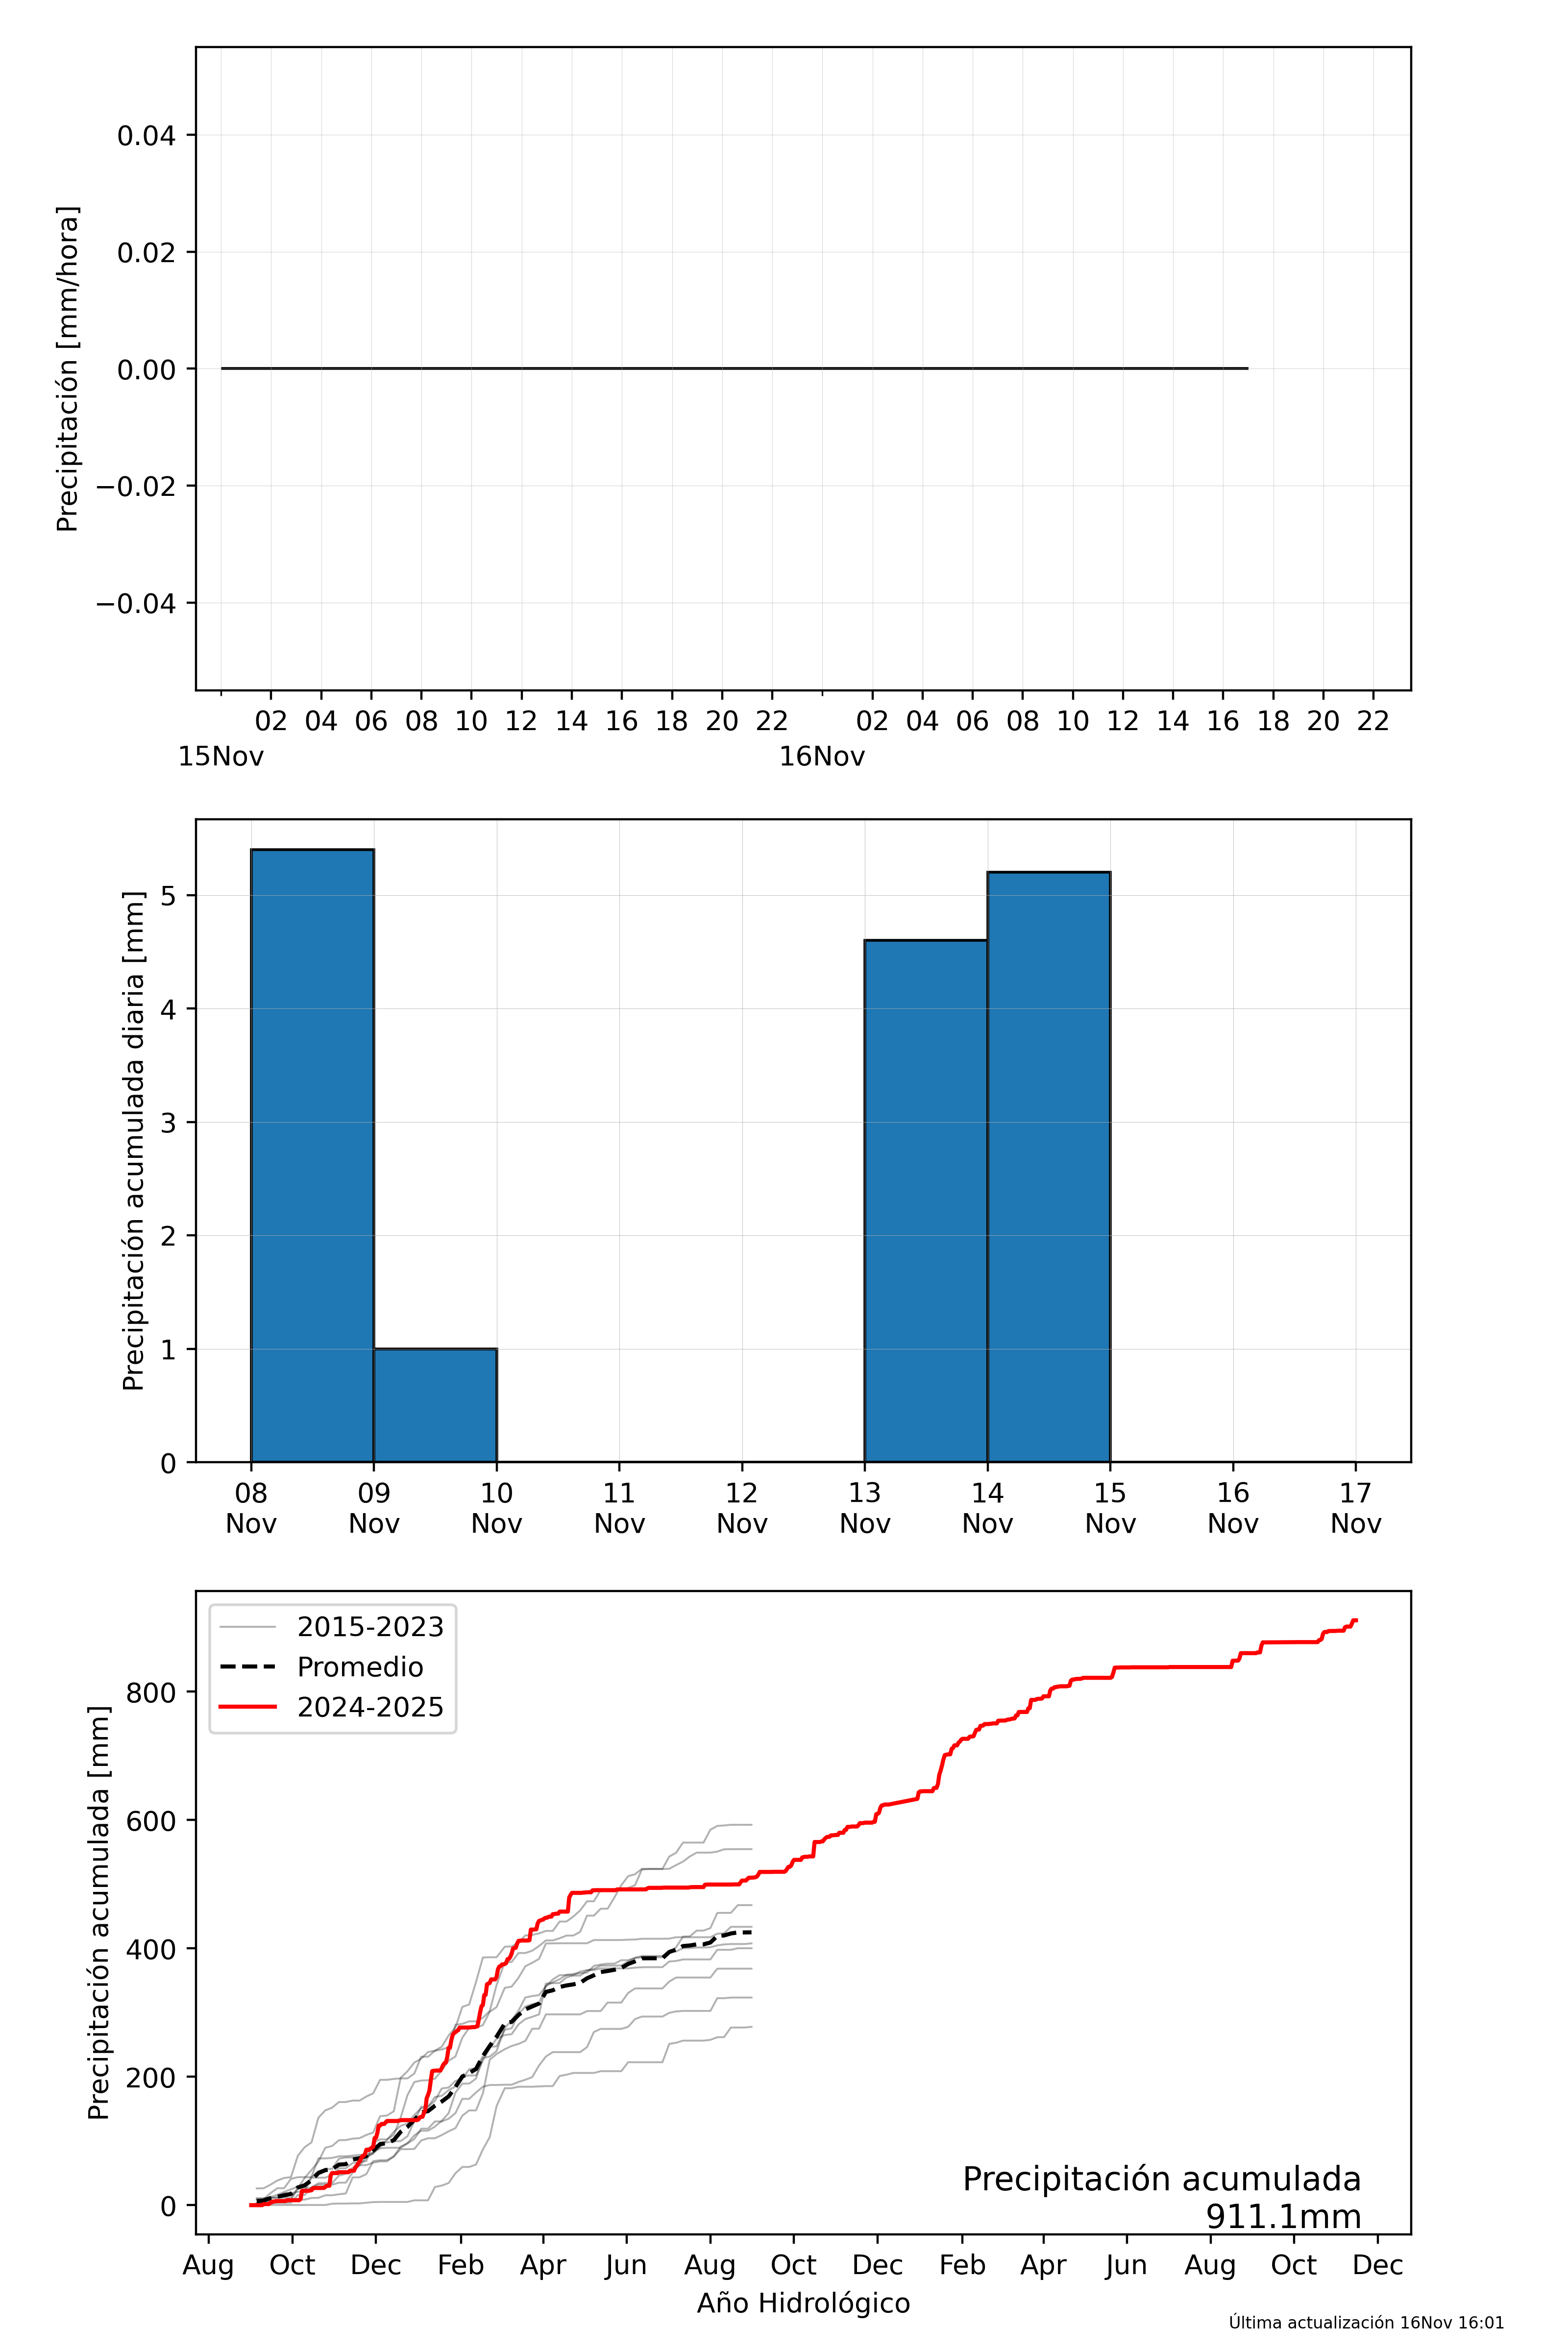 Precipitación [mm/hora]
0.04
0.02
0.00
−0.02
−0.04
02 04 06 08 10 12 14 16 18 20 22 02 04 06 08 10 12 14 16 18 20 22
15Nov 16Nov
Precipitación acumulada diaria [mm]
5
4
3
2
1
0
08 09 10 11 12 13 14 15 16 17
Nov Nov Nov Nov Nov Nov Nov Nov Nov Nov
Precipitación acumulada [mm]
2015-2023
Promedio
2024-2025
800
600
400
200
0
Precipitación acumulada
911.1mm
Aug Oct Dec Feb Apr Jun Aug Oct Dec Feb Apr Jun Aug Oct Dec
Año Hidrológico
Última actualización 16Nov 16:01